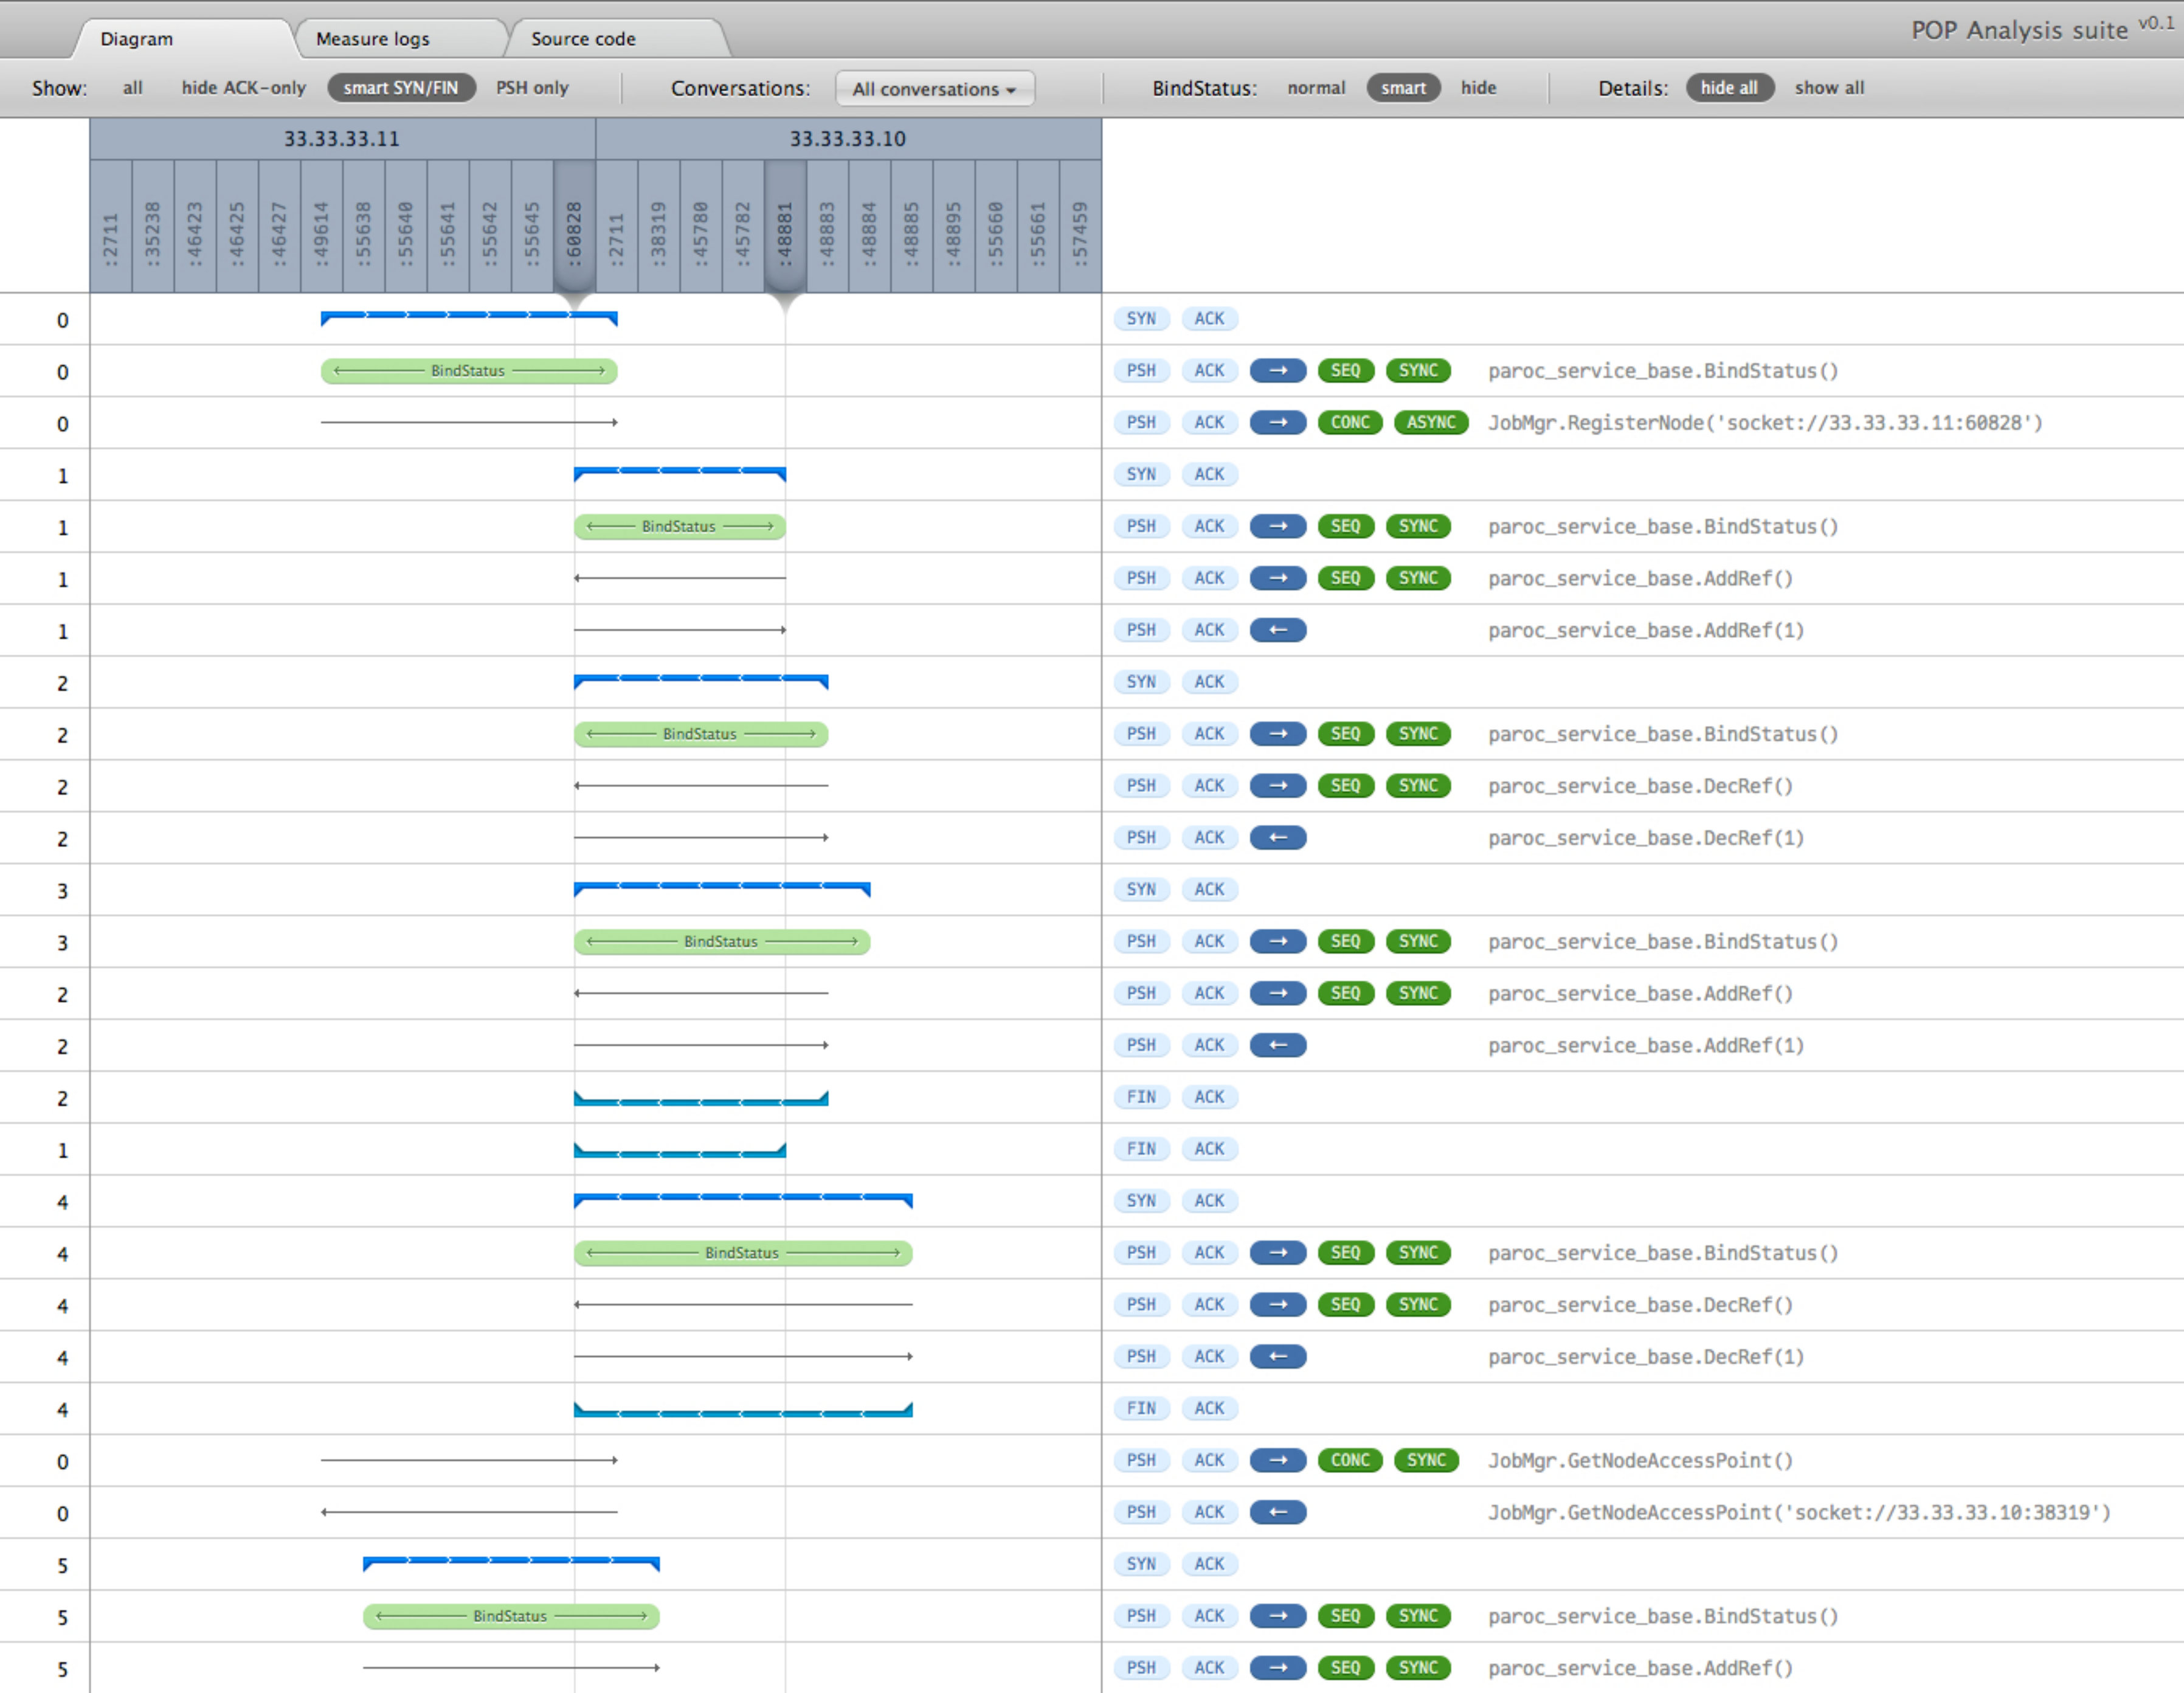 Diagram Measure logs Source code POP Analysis suite v0.1
Show: all hide ACK-only smart SYN/FIN PSH only Conversations: All conversations BindStatus: normal smart hide Details: hide all show all
33.33.33.11 33.33.33.10
:2711 :35238 :46423 :46425 :46427 :49614 :55638 :55640 :55641 :55642 :55645 :60828 :2711 :38319 :45780 :45782 :48881 :48883 :48884 :48885 :48895 :55660 :55661 :57459
0 SYN ACK
0 BindStatus PSH ACK → SEQ SYNC paroc_service_base.BindStatus()
0 PSH ACK → CONC ASYNC JobMgr.RegisterNode('socket://33.33.33.11:60828')
1 SYN ACK
1 BindStatus PSH ACK → SEQ SYNC paroc_service_base.BindStatus()
1 PSH ACK → SEQ SYNC paroc_service_base.AddRef()
1 PSH ACK ← paroc_service_base.AddRef(1)
2 SYN ACK
2 BindStatus PSH ACK → SEQ SYNC paroc_service_base.BindStatus()
2 PSH ACK → SEQ SYNC paroc_service_base.DecRef()
2 PSH ACK ← paroc_service_base.DecRef(1)
3 SYN ACK
3 BindStatus PSH ACK → SEQ SYNC paroc_service_base.BindStatus()
2 PSH ACK → SEQ SYNC paroc_service_base.AddRef()
2 PSH ACK ← paroc_service_base.AddRef(1)
2 FIN ACK
1 FIN ACK
4 SYN ACK
4 BindStatus PSH ACK → SEQ SYNC paroc_service_base.BindStatus()
4 PSH ACK → SEQ SYNC paroc_service_base.DecRef()
4 PSH ACK ← paroc_service_base.DecRef(1)
4 FIN ACK
0 PSH ACK → CONC SYNC JobMgr.GetNodeAccessPoint()
0 PSH ACK ← JobMgr.GetNodeAccessPoint('socket://33.33.33.10:38319')
5 SYN ACK
5 BindStatus PSH ACK → SEQ SYNC paroc_service_base.BindStatus()
5 PSH ACK → SEQ SYNC paroc_service_base.AddRef()